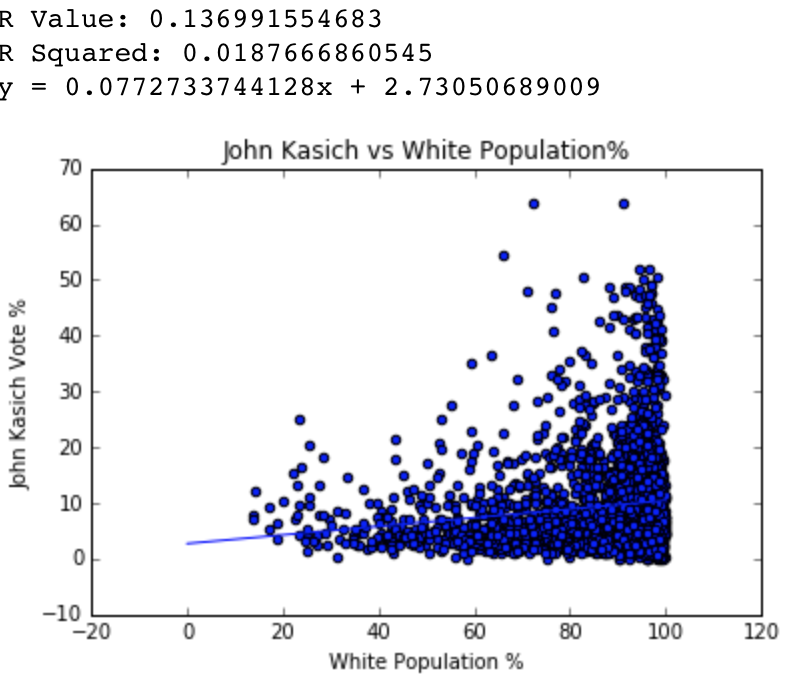 R Value: 0.136991554683
R Squared: 0.0187666860545
y = 0.0772733744128x + 2.73050689009
John Kasich vs White Population%
70
60
50
40
30
20
10
0
−10
John Kasich Vote %
−20 0 20 40 60 80 100 120
White Population %